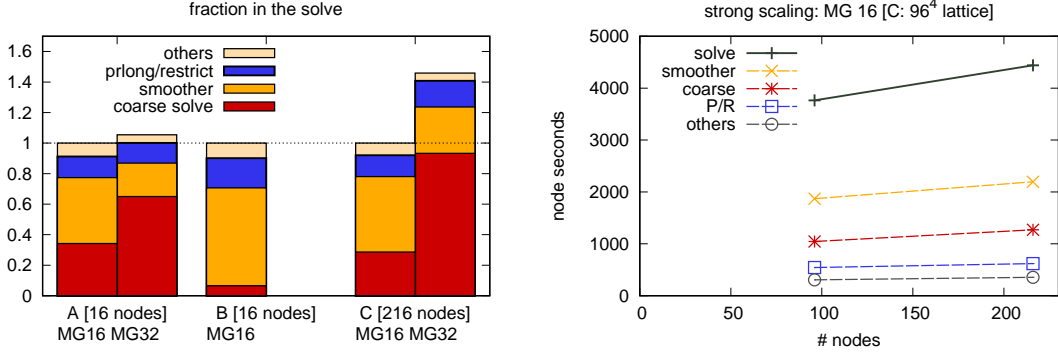 fraction in the solve
1.6
1.4
1.2
1
0.8
0.6
0.4
0.2
0
others
prlong/restrict
smoother
coarse solve
A [16 nodes]
MG16 MG32
B [16 nodes]
MG16
C [216 nodes]
MG16 MG32
strong scaling: MG 16 [C: 96⁴ lattice]
node seconds
5000
4000
3000
2000
1000
0
solve
smoother
coarse
P/R
others
0
50
100
150
200
# nodes